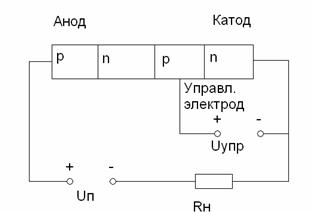 Анод Катод
p n p n
Управл.
электрод
+ -
Uупр
+ -
Uп Rн